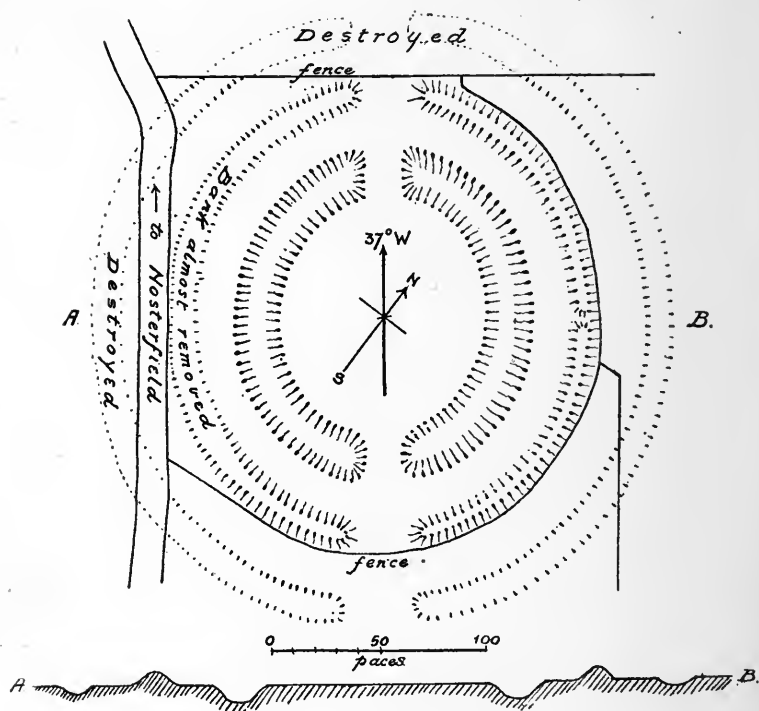 Destroyed
fence
Bank almost removed
← to Nosterfield
Destroyed
37°W
N
S
A
B.
fence
0 50 100
paces
A
B.